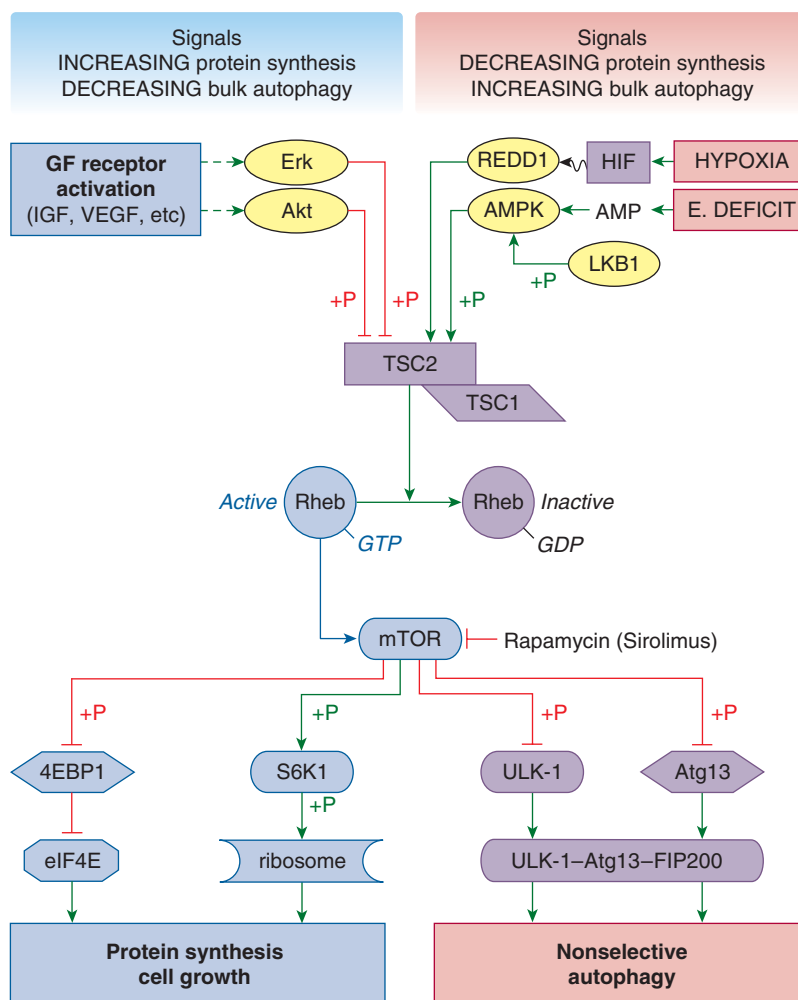 Signals
INCREASING protein synthesis
DECREASING bulk autophagy
Signals
DECREASING protein synthesis
INCREASING bulk autophagy
GF receptor
activation
(IGF, VEGF, etc)
Erk
Akt
REDD1
HIF
HYPOXIA
AMPK
AMP
E. DEFICIT
LKB1
+P
+P
+P
+P
TSC2
TSC1
Active
Rheb
GTP
Rheb
Inactive
GDP
mTOR
Rapamycin (Sirolimus)
+P
+P
+P
+P
4EBP1
S6K1
ULK-1
Atg13
+P
eIF4E
ribosome
ULK-1–Atg13–FIP200
Protein synthesis
cell growth
Nonselective
autophagy